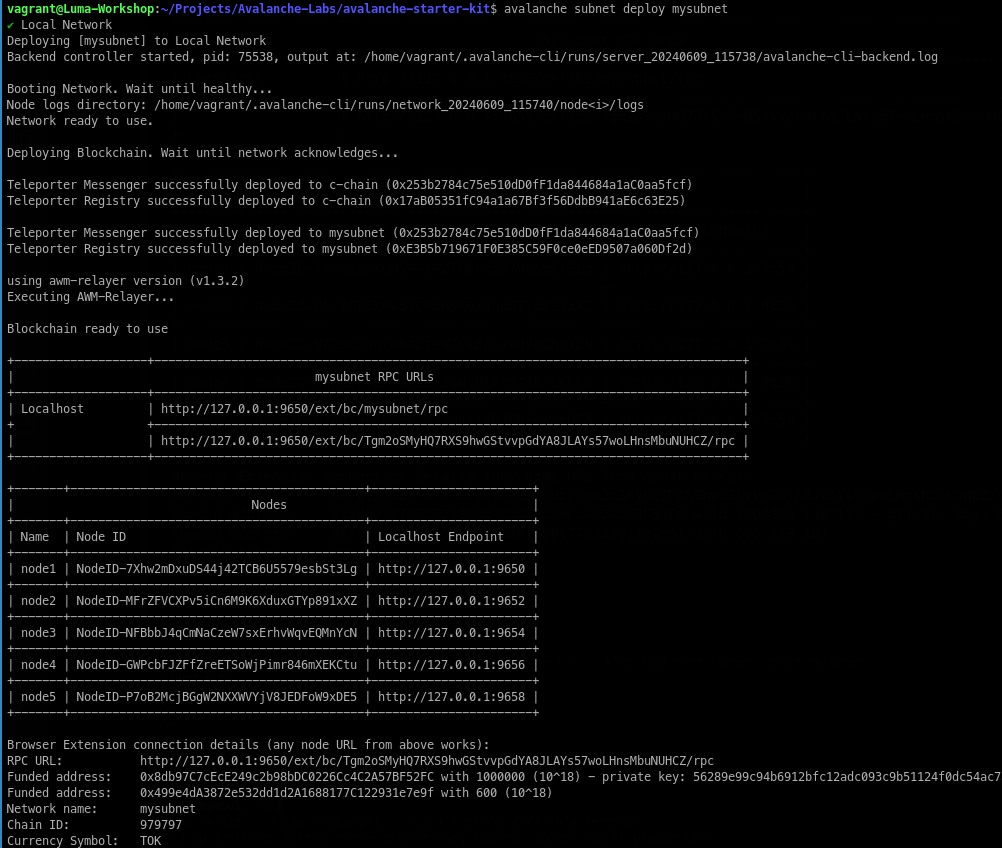 vagrant@Luma-Workshop:~/Projects/Avalanche-Labs/avalanche-starter-kit$ avalanche subnet deploy mysubnet
✔ Local Network
Deploying [mysubnet] to Local Network
Backend controller started, pid: 75538, output at: /home/vagrant/.avalanche-cli/runs/server_20240609_115738/avalanche-cli-backend.log
Booting Network. Wait until healthy...
Node logs directory: /home/vagrant/.avalanche-cli/runs/network_20240609_115740/node<i>/logs
Network ready to use.
Deploying Blockchain. Wait until network acknowledges...
Teleporter Messenger successfully deployed to c-chain (0x253b2784c75e510dD0fF1da844684a1aC0aa5fcf)
Teleporter Registry successfully deployed to c-chain (0x17aB05351fC94a1a67Bf3f56DdbB941aE6c63E25)
Teleporter Messenger successfully deployed to mysubnet (0x253b2784c75e510dD0fF1da844684a1aC0aa5fcf)
Teleporter Registry successfully deployed to mysubnet (0xE3B5b719671F0E385C59F0ce0eED9507a060Df2d)
using awm-relayer version (v1.3.2)
Executing AWM-Relayer...
Blockchain ready to use
+--------------------+------------------------------------------------------------------------------------+
| mysubnet RPC URLs |
+--------------------+------------------------------------------------------------------------------------+
| Localhost | http://127.0.0.1:9650/ext/bc/mysubnet/rpc |
+ +------------------------------------------------------------------------------------+
| | http://127.0.0.1:9650/ext/bc/Tgm2oSMyHQ7RXS9hwGStvvpGdYA8JLAYs57woLHnsMbuNUHCZ/rpc |
+--------------------+------------------------------------------------------------------------------------+
+-------+------------------------------------------+-----------------------+
| Nodes |
+-------+------------------------------------------+-----------------------+
| Name | Node ID | Localhost Endpoint |
+-------+------------------------------------------+-----------------------+
| node1 | NodeID-7Xhw2mDxuDS44j42TCB6U5579esbSt3Lg | http://127.0.0.1:9650 |
+-------+------------------------------------------+-----------------------+
| node2 | NodeID-MFrZFVCXPv5iCn6M9K6XduxGTYp891xXZ | http://127.0.0.1:9652 |
+-------+------------------------------------------+-----------------------+
| node3 | NodeID-NFBbbJ4qCmNaCzeW7sxErhvWqvEQMnYcN | http://127.0.0.1:9654 |
+-------+------------------------------------------+-----------------------+
| node4 | NodeID-GWPcbFJZFfZreETSoWjPimr846mXEKCtu | http://127.0.0.1:9656 |
+-------+------------------------------------------+-----------------------+
| node5 | NodeID-P7oB2McjBGgW2NXXWVYjV8JEDFoW9xDE5 | http://127.0.0.1:9658 |
+-------+------------------------------------------+-----------------------+
Browser Extension connection details (any node URL from above works):
RPC URL: http://127.0.0.1:9650/ext/bc/Tgm2oSMyHQ7RXS9hwGStvvpGdYA8JLAYs57woLHnsMbuNUHCZ/rpc
Funded address: 0x8db97C7cEcE249c2b98bDC0226Cc4C2A57BF52FC with 1000000 (10^18) - private key: 56289e99c94b6912bfc12adc093c9b51124f0dc54ac7
Funded address: 0x499e4dA3872e532dd1d2A1688177C122931e7e9f with 600 (10^18)
Network name: mysubnet
Chain ID: 979797
Currency Symbol: TOK